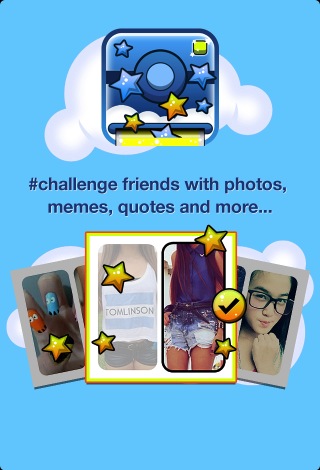 #challenge friends with photos,
memes, quotes and more...
TOMLINSON